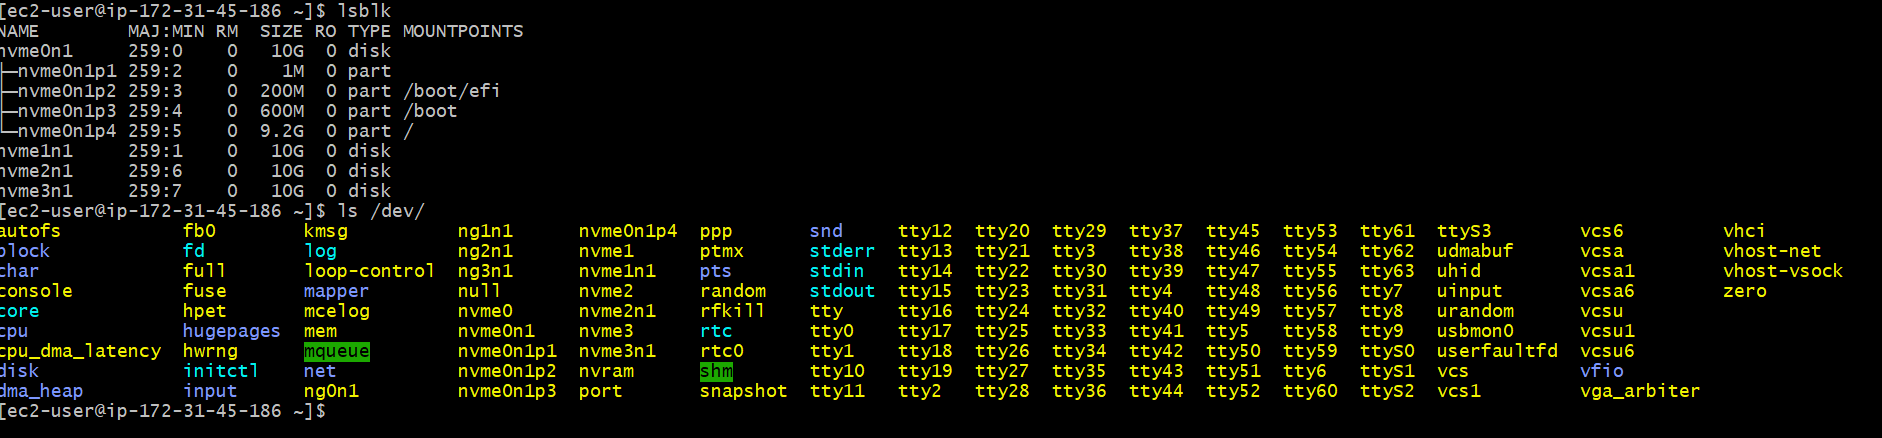 [ec2-user@ip-172-31-45-186 ~]$ lsblk
NAME        MAJ:MIN RM  SIZE RO TYPE MOUNTPOINTS
nvme0n1     259:0    0   10G  0 disk
├─nvme0n1p1 259:2    0    1M  0 part
├─nvme0n1p2 259:3    0  200M  0 part /boot/efi
├─nvme0n1p3 259:4    0  600M  0 part /boot
└─nvme0n1p4 259:5    0  9.2G  0 part /
nvme1n1     259:1    0   10G  0 disk
nvme2n1     259:6    0   10G  0 disk
nvme3n1     259:7    0   10G  0 disk
[ec2-user@ip-172-31-45-186 ~]$ ls /dev/
autofs           fb0        kmsg          ng1n1      nvme0n1p4  ppp       snd     tty12  tty20  tty29  tty37  tty45  tty53  tty61  ttyS3        vcs6         vhci
block            fd         log           ng2n1      nvme1      ptmx      stderr  tty13  tty21  tty3   tty38  tty46  tty54  tty62  udmabuf      vcsa         vhost-net
char             full       loop-control  ng3n1      nvme1n1    pts       stdin   tty14  tty22  tty30  tty39  tty47  tty55  tty63  uhid         vcsa1        vhost-vsock
console          fuse       mapper        null       nvme2      random    stdout  tty15  tty23  tty31  tty4   tty48  tty56  tty7   uinput       vcsa6        zero
core             hpet       mcelog        nvme0      nvme2n1    rfkill    tty     tty16  tty24  tty32  tty40  tty49  tty57  tty8   urandom      vcsu
cpu              hugepages  mem           nvme0n1    nvme3      rtc       tty0    tty17  tty25  tty33  tty41  tty5   tty58  tty9   usbmon0      vcsu1
cpu_dma_latency  hwrng      mqueue        nvme0n1p1  nvme3n1    rtc0      tty1    tty18  tty26  tty34  tty42  tty50  tty59  ttyS0  userfaultfd  vcsu6
disk             initctl    net           nvme0n1p2  nvram      shm       tty10   tty19  tty27  tty35  tty43  tty51  tty6   ttyS1  vcs          vfio
dma_heap         input      ng0n1         nvme0n1p3  port       snapshot  tty11   tty2   tty28  tty36  tty44  tty52  tty60  ttyS2  vcs1         vga_arbiter
[ec2-user@ip-172-31-45-186 ~]$